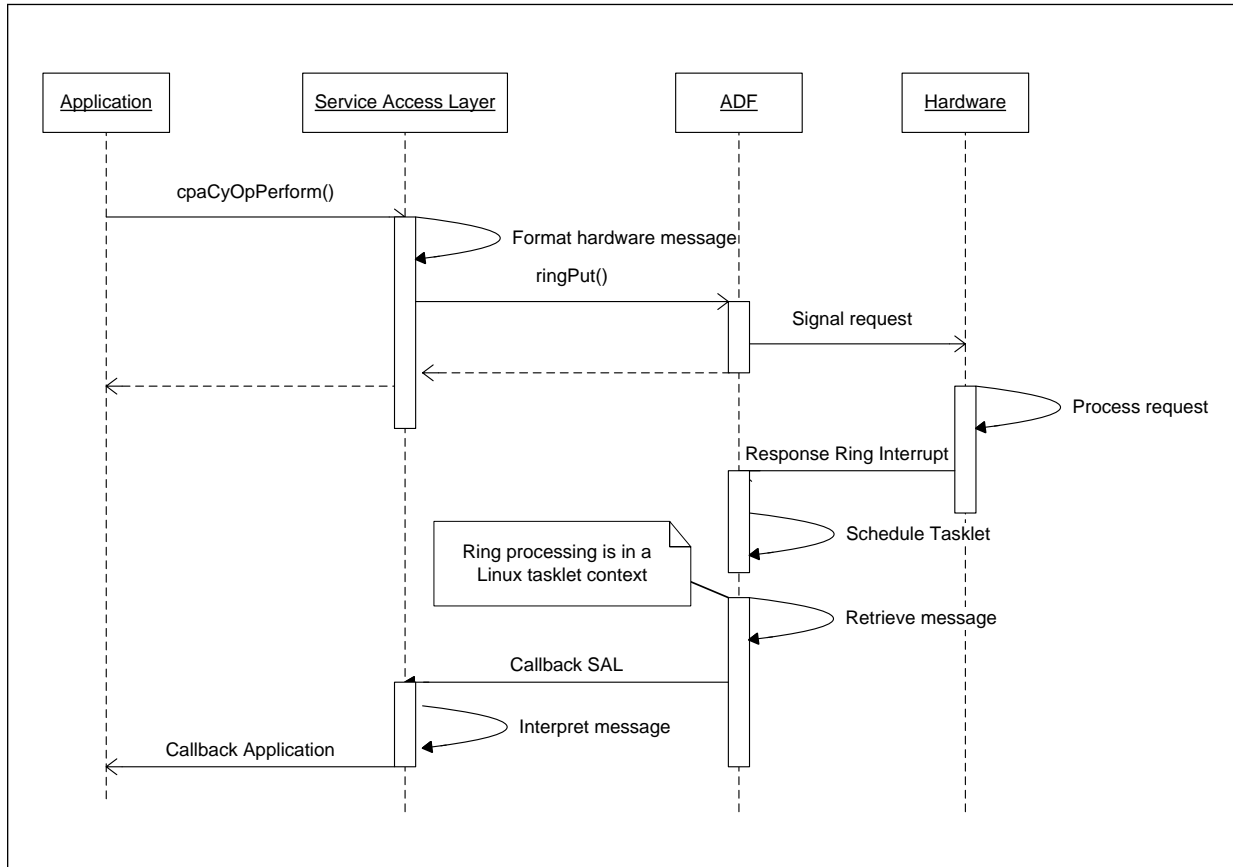 Application
Service Access Layer
ADF
Hardware
cpaCyOpPerform()
Format hardware message
ringPut()
Signal request
Process request
Response Ring Interrupt
Schedule Tasklet
Ring processing is in a
Linux tasklet context
Retrieve message
Callback SAL
Interpret message
Callback Application